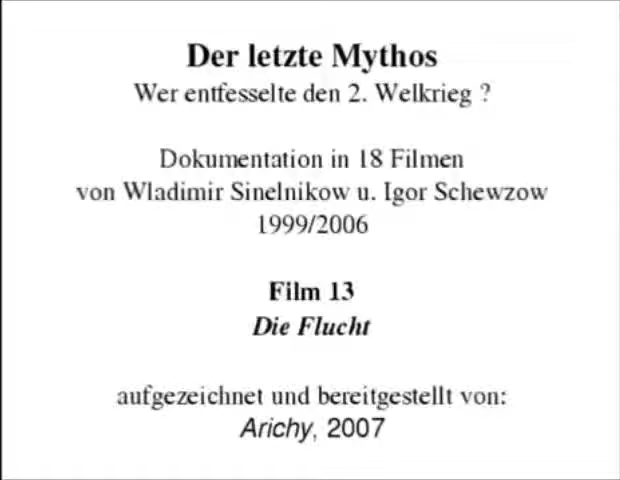 Der letzte Mythos
Wer entfesselte den 2. Welkrieg ?
Dokumentation in 18 Filmen
von Wladimir Sinelnikow u. Igor Schewzow
1999/2006
Film 13
Die Flucht
aufgezeichnet und bereitgestellt von:
Arichy, 2007